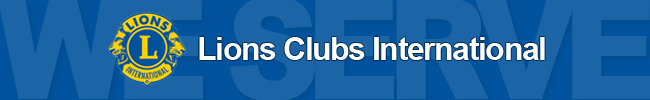 WE SERVE
LIONS
L
INTERNATIONAL
Lions Clubs International